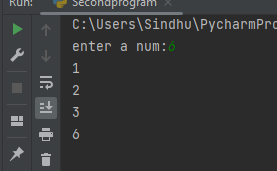 Run:
Secondprogram
C:\Users\Sindhu\PycharmPro
enter a num:6
1
2
3
6